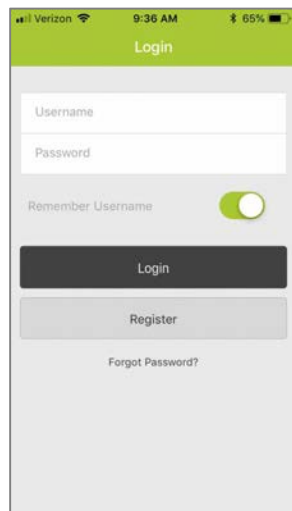 Verizon 9:36 AM 65%
Login
Username
Password
Remember Username
Login
Register
Forgot Password?